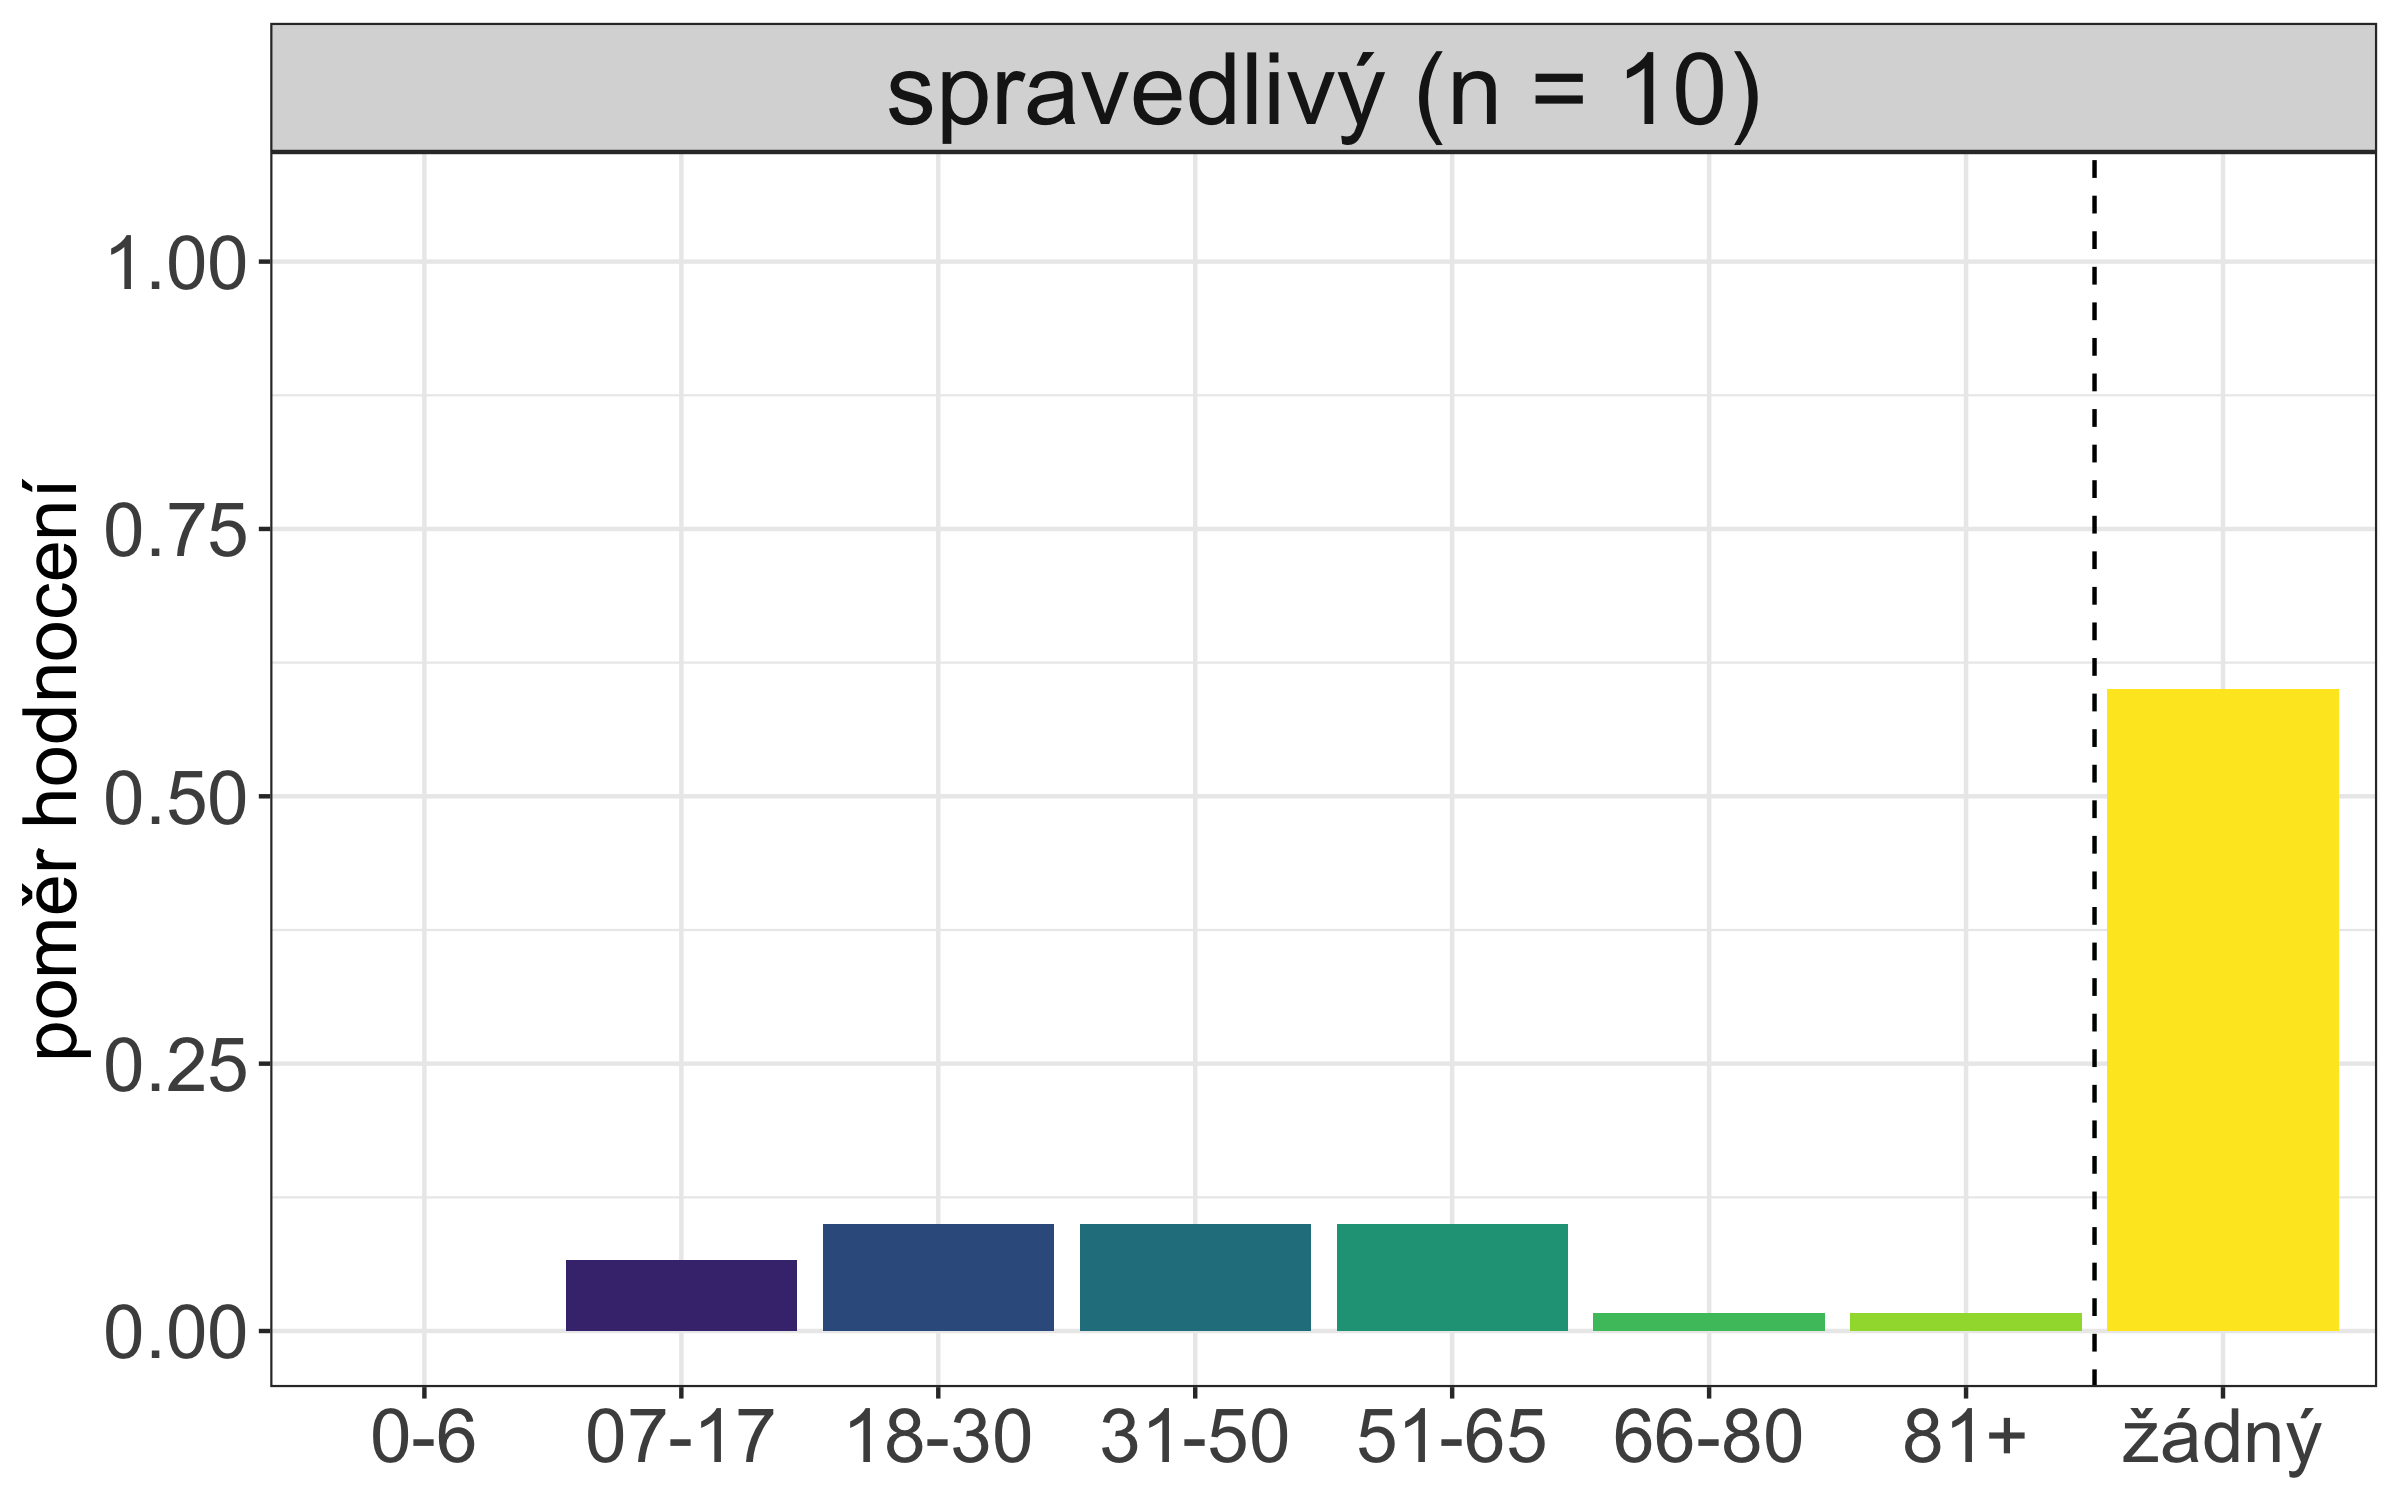 spravedlivý (n = 10)
poměr hodnocení
1.00
0.75
0.50
0.25
0.00
0-6 07-17 18-30 31-50 51-65 66-80 81+ žádný